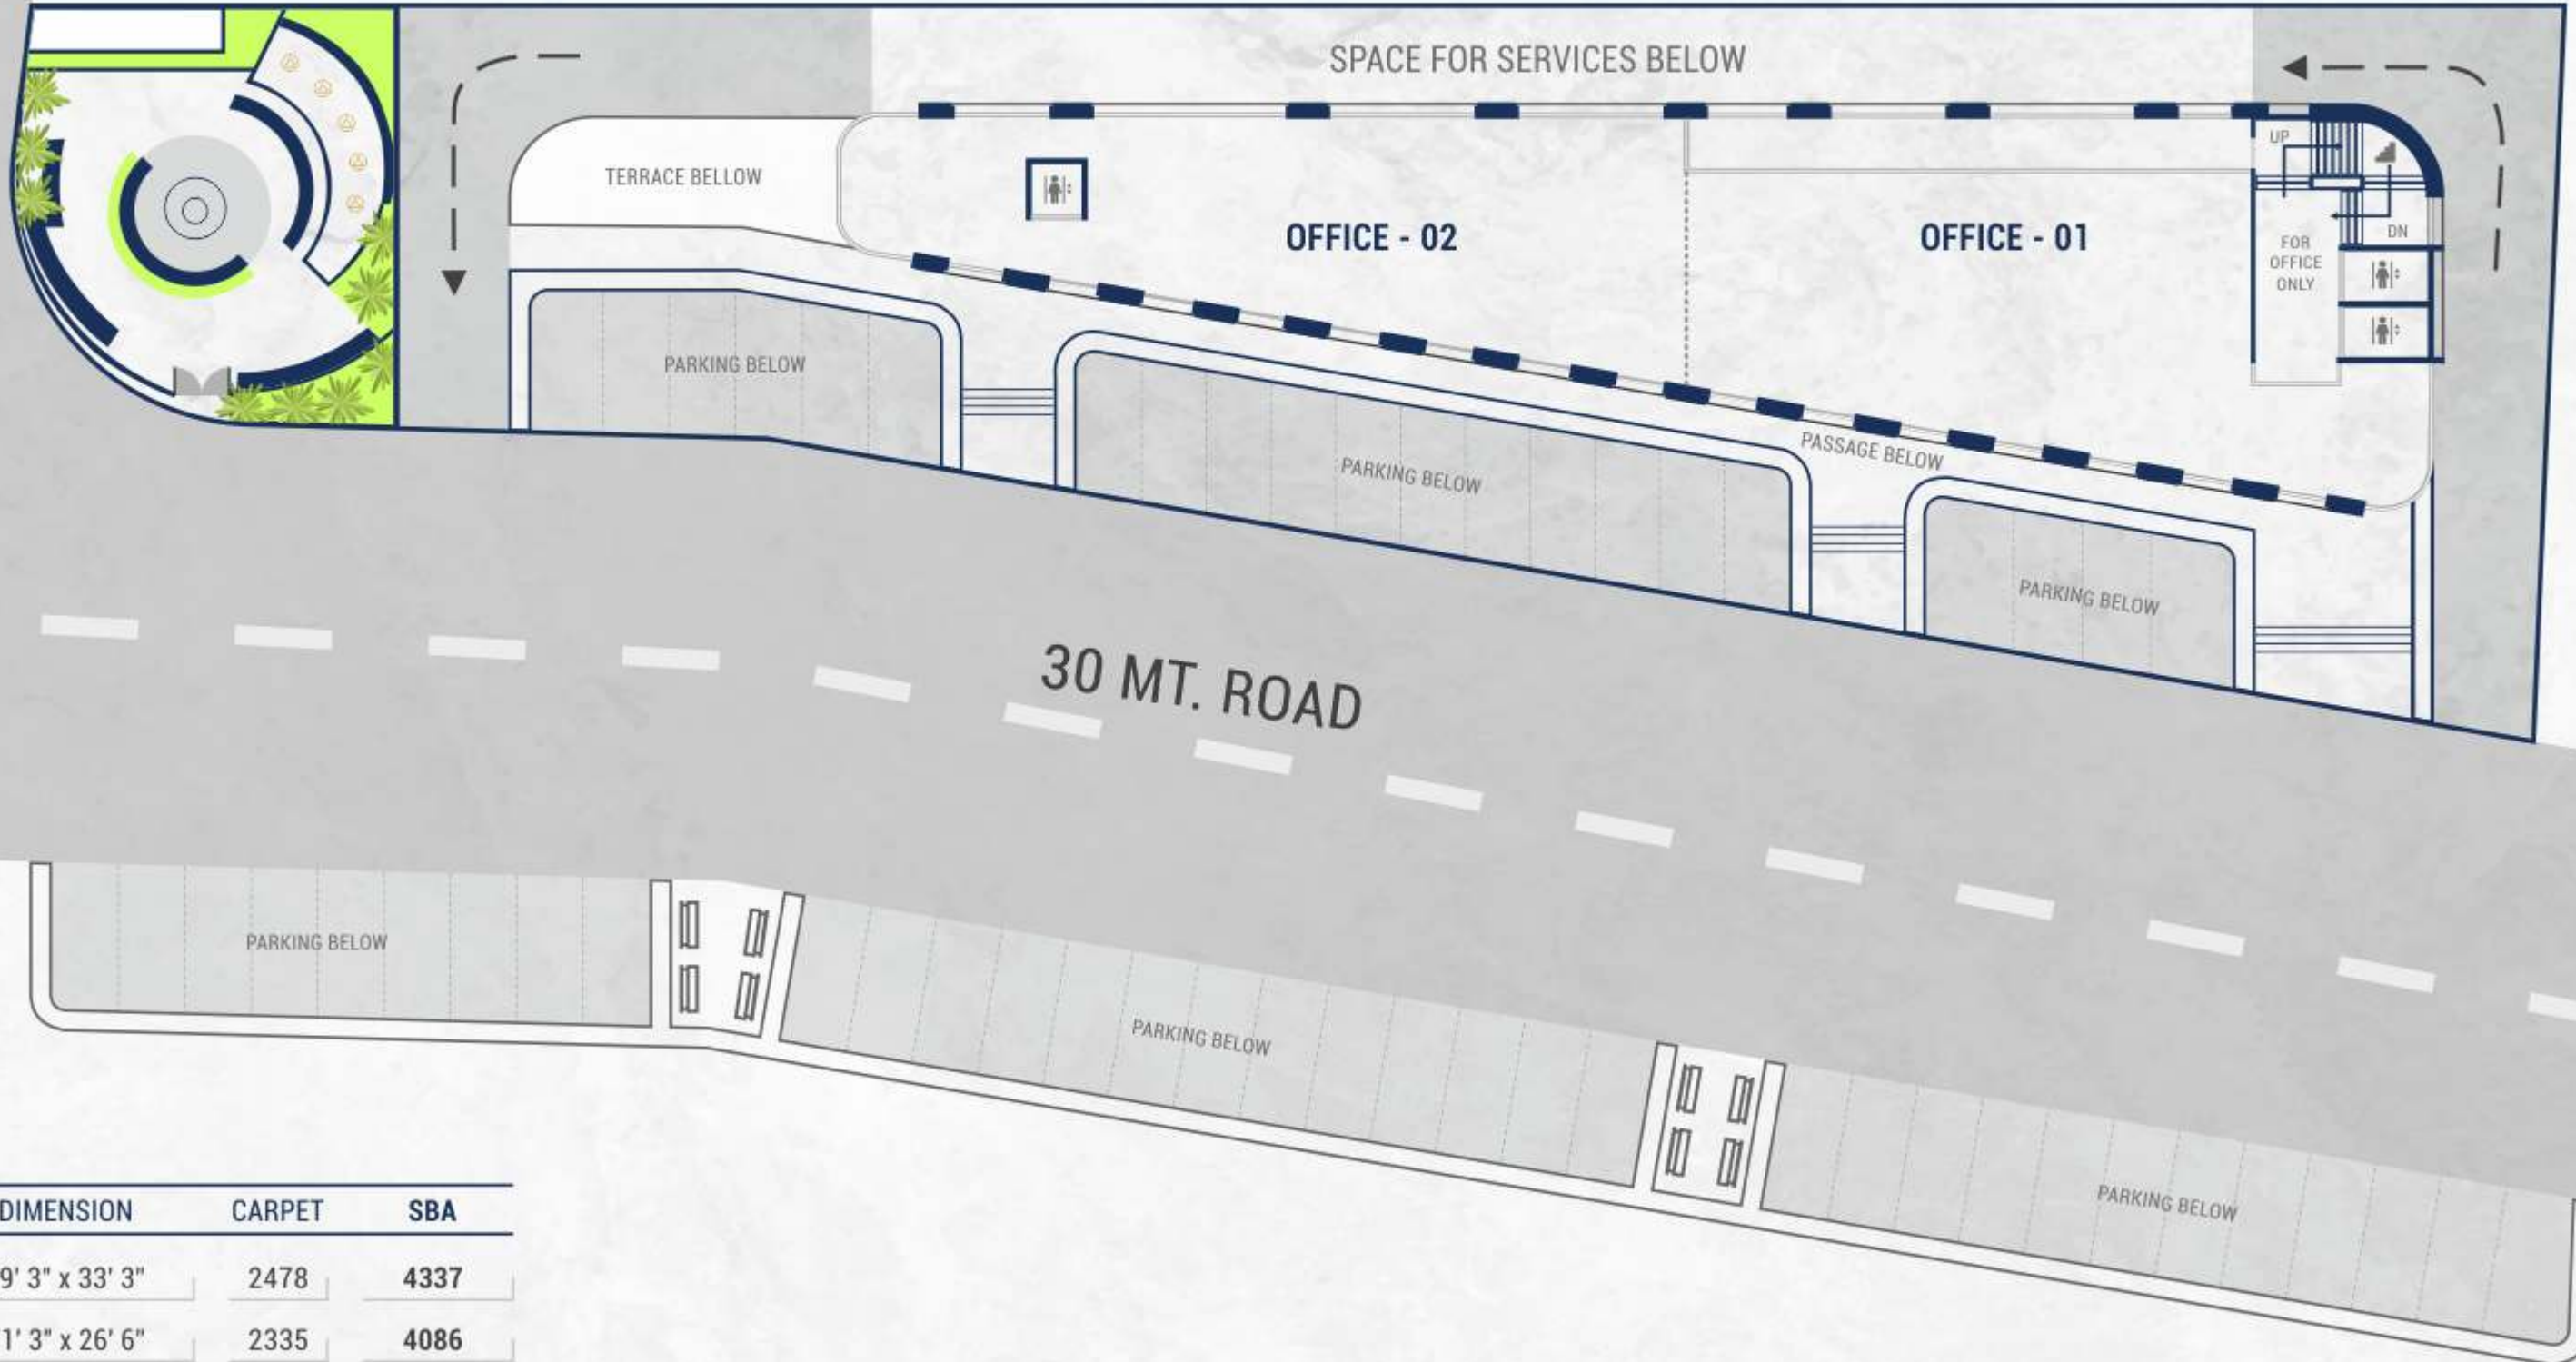 SPACE FOR SERVICES BELOW
TERRACE BELLOW
OFFICE - 02
OFFICE - 01
UP
DN
FOR
OFFICE
ONLY
PARKING BELOW
PARKING BELOW
PASSAGE BELOW
PARKING BELOW
30 MT. ROAD
PARKING BELOW
PARKING BELOW
PARKING BELOW
DIMENSION CARPET SBA
9' 3" x 33' 3" 2478 4337
1' 3" x 26' 6" 2335 4086